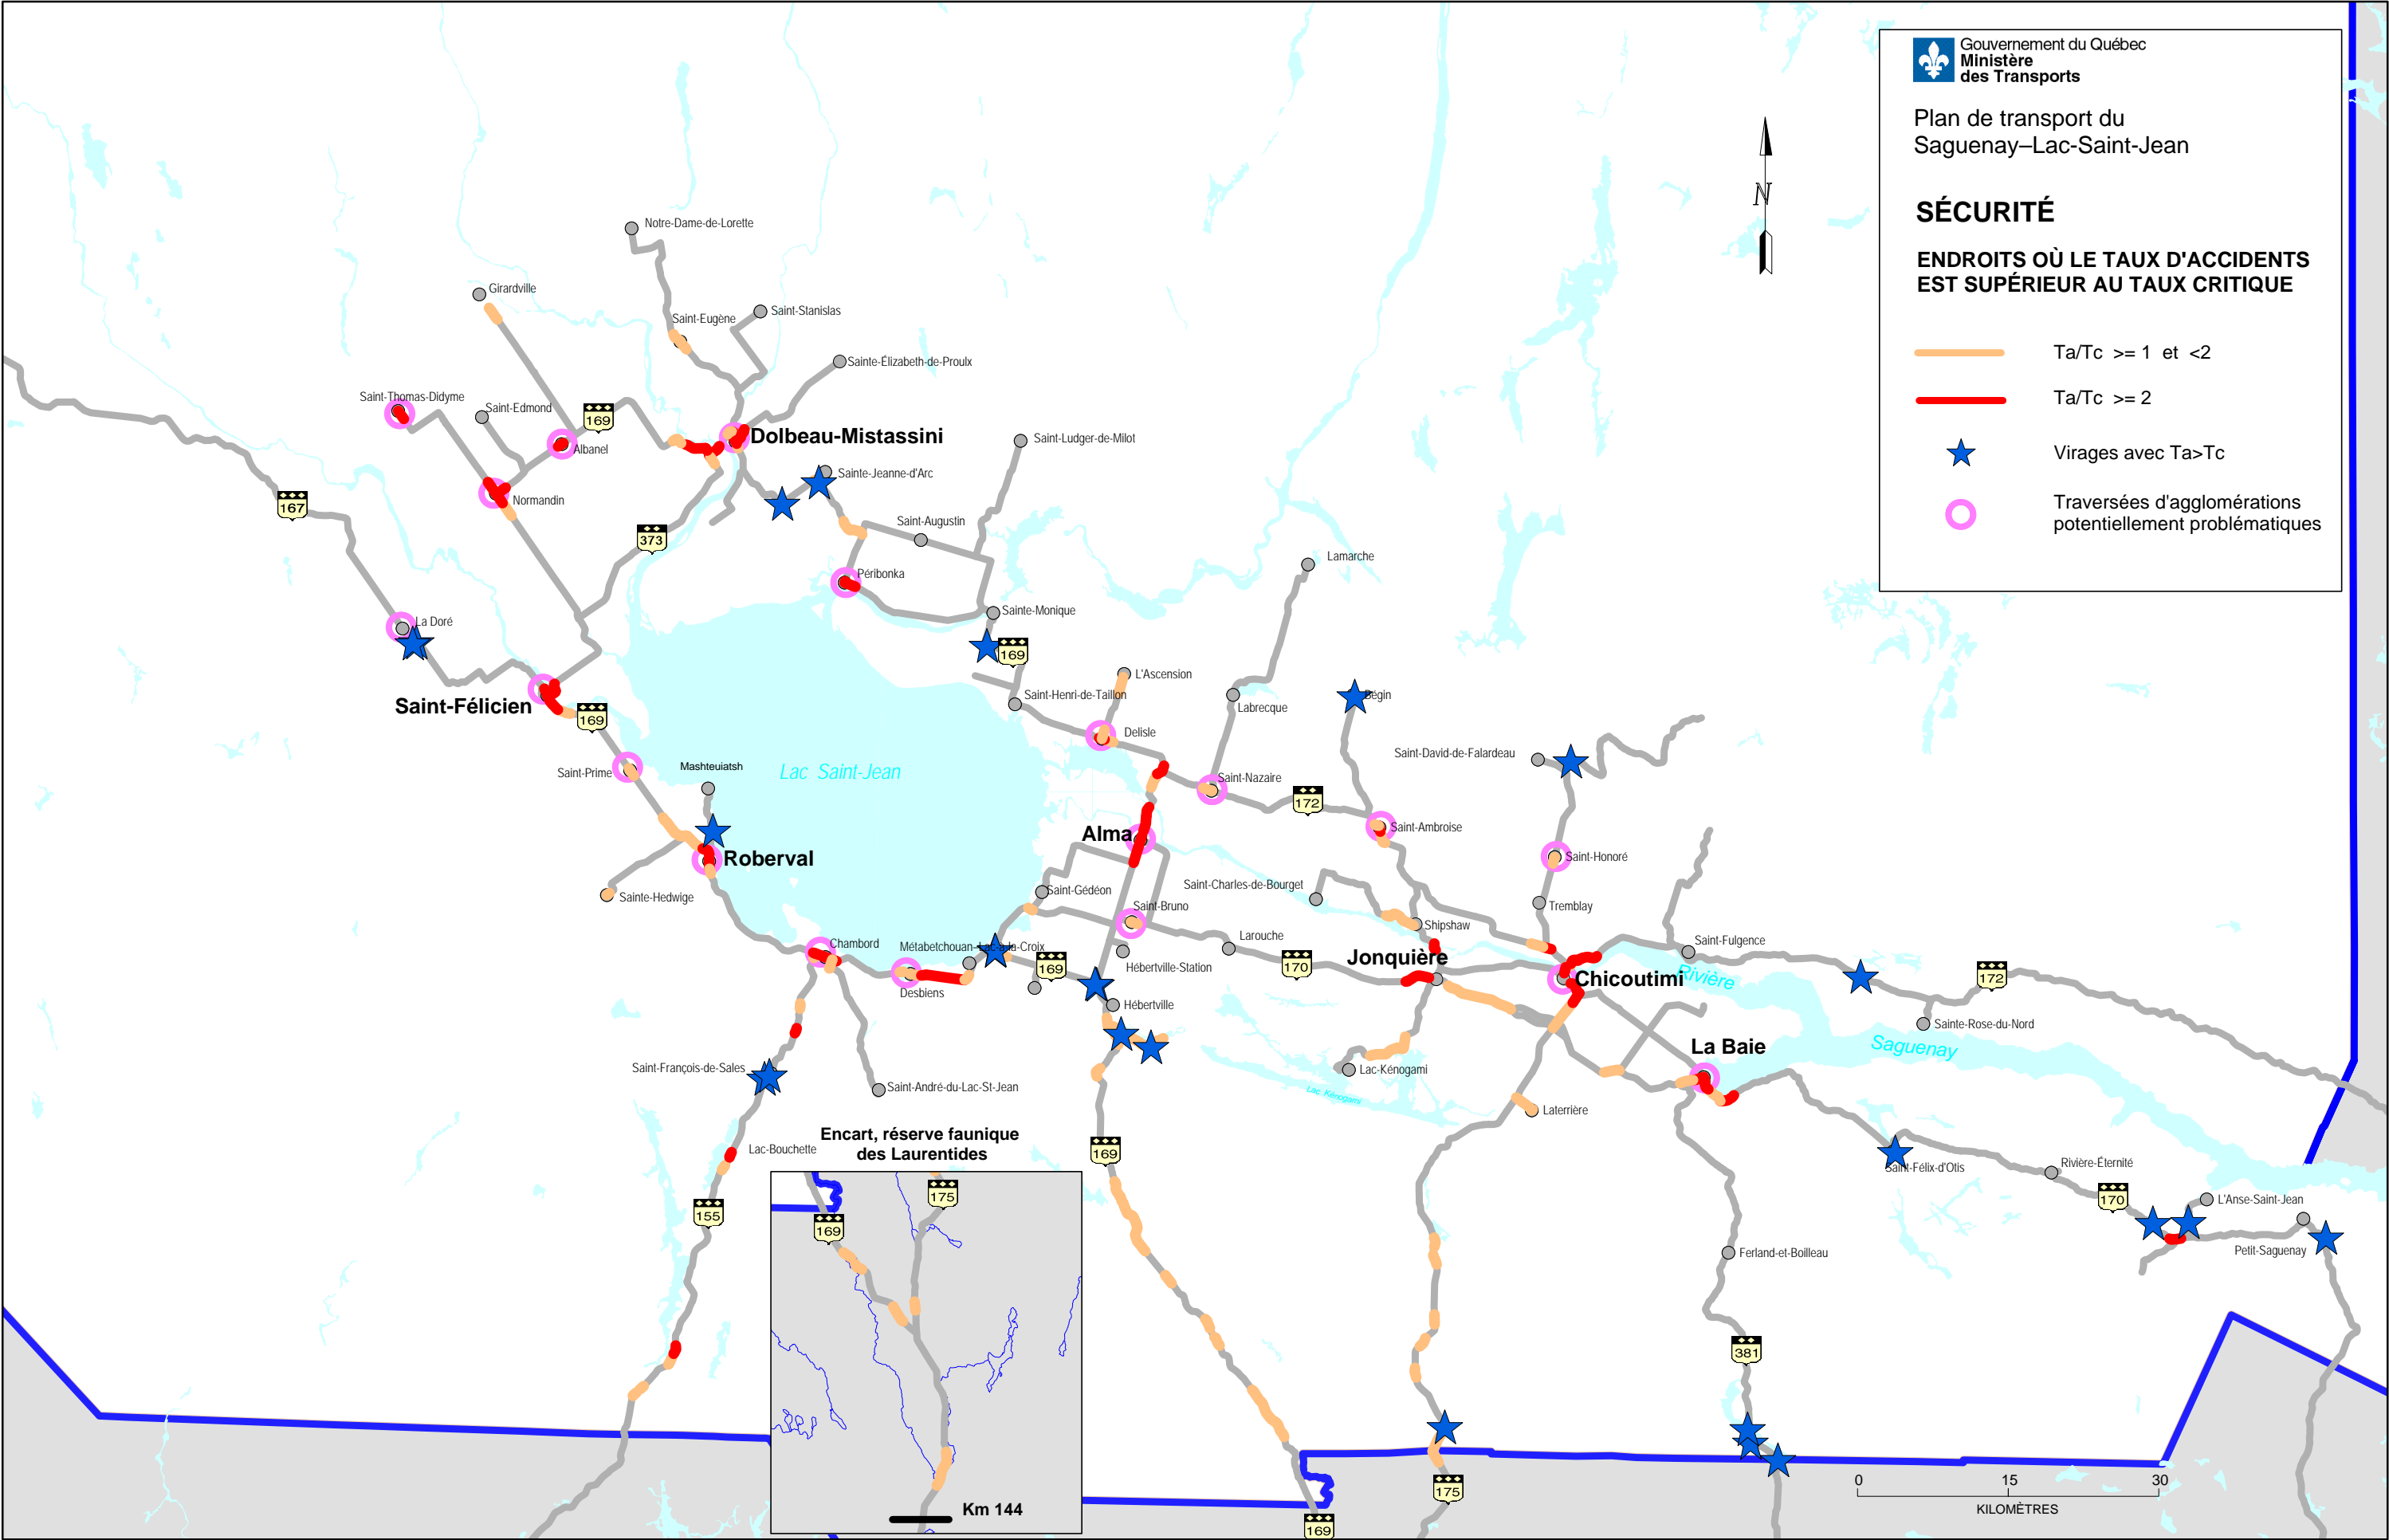 Gouvernement du Québec
Ministère
des Transports
Plan de transport du
Saguenay–Lac-Saint-Jean
SÉCURITÉ
ENDROITS OÙ LE TAUX D'ACCIDENTS
EST SUPÉRIEUR AU TAUX CRITIQUE
Ta/Tc >= 1 et <2
Ta/Tc >= 2
Virages avec Ta>Tc
Traversées d'agglomérations
potentiellement problématiques
N
Notre-Dame-de-Lorette
Girardville
Saint-Eugène
Saint-Stanislas
Sainte-Élizabeth-de-Proulx
Saint-Thomas-Didyme
Saint-Edmond
169
Albanel
Dolbeau-Mistassini
Saint-Ludger-de-Milot
Sainte-Jeanne-d'Arc
Normandin
167
373
Saint-Augustin
Lamarche
Péribonka
Sainte-Monique
La Doré
169
L'Ascension
Saint-Henri-de-Taillon
Labrecque
Bégin
Saint-Félicien
169
Delisle
Saint-David-de-Falardeau
Saint-Prime
Mashteuiatsh
Lac Saint-Jean
Saint-Nazaire
172
Alma
Saint-Ambroise
Roberval
Saint-Honoré
Sainte-Hedwige
Saint-Gédéon
Saint-Charles-de-Bourget
Saint-Bruno
Tremblay
Shipshaw
Chambord
Métabetchouan--Lac-à-la-Croix
Larouche
Saint-Fulgence
169
Hébertville-Station
170
Jonquière
Chicoutimi
Rivière
172
Desbiens
Hébertville
Sainte-Rose-du-Nord
La Baie
Saguenay
Saint-François-de-Sales
Saint-André-du-Lac-St-Jean
Lac-Kénogami
Lac Kénogami
Laterrière
Encart, réserve faunique
des Laurentides
Lac-Bouchette
169
Saint-Félix-d'Otis
Rivière-Éternité
170
L'Anse-Saint-Jean
155
175
169
Ferland-et-Boilleau
Petit-Saguenay
381
Km 144
175
169
0 15 30
KILOMÈTRES